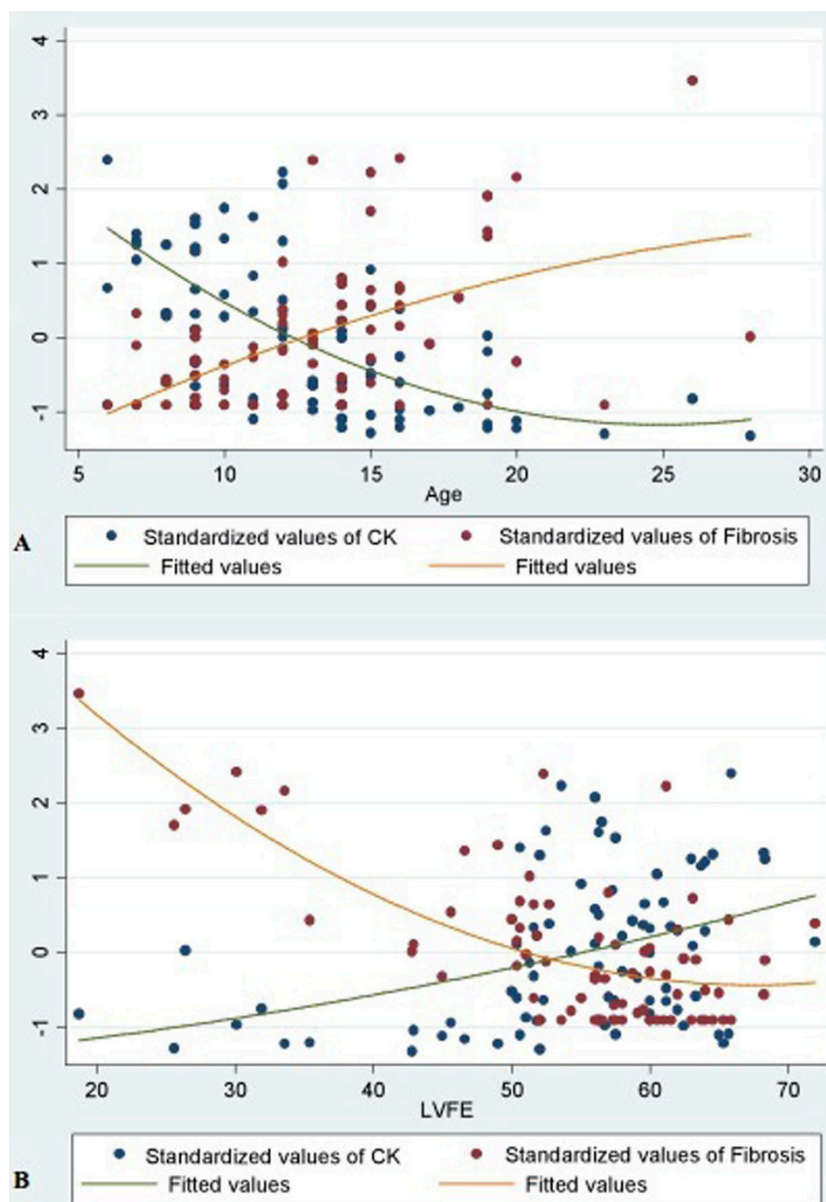 4
3
2
1
0
-1
5 10 15 20 25 30
Age
A
Standardized values of CK Standardized values of Fibrosis
Fitted values Fitted values
4
3
2
1
0
-1
20 30 40 50 60 70
LVFE
B
Standardized values of CK Standardized values of Fibrosis
Fitted values Fitted values